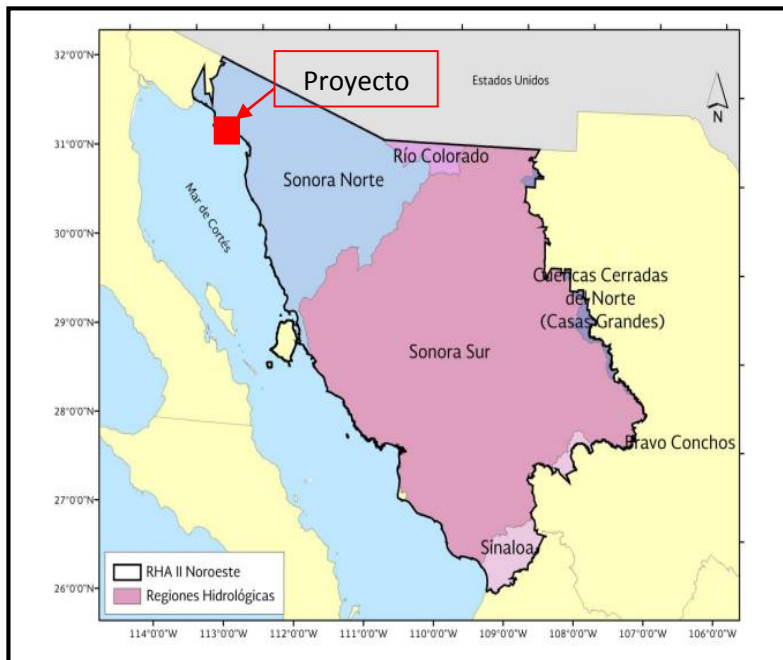 Proyecto
Estados Unidos
N
Río Colorado
Sonora Norte
Mar de Cortés
Cuencas Cerradas
del Norte
(Casas Grandes)
Sonora Sur
Bravo Conchos
Sinaloa
RHA II Noroeste
Regiones Hidrológicas
32°0'0"N
31°0'0"N
30°0'0"N
29°0'0"N
28°0'0"N
27°0'0"N
26°0'0"N
114°0'0"W
113°0'0"W
112°0'0"W
111°0'0"W
110°0'0"W
109°0'0"W
108°0'0"W
107°0'0"W
106°0'0"W